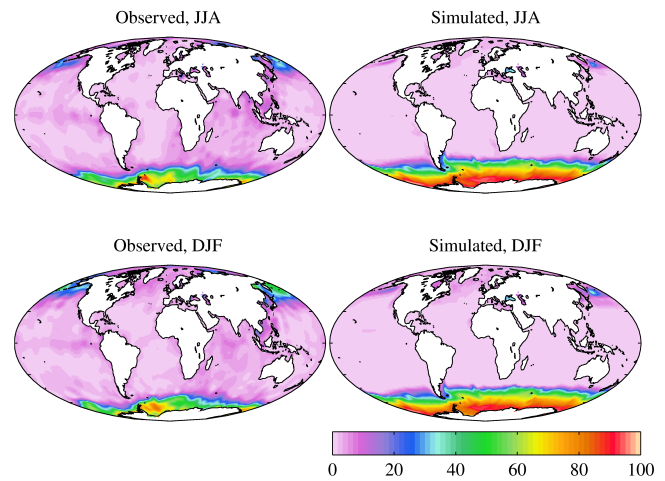 Observed, JJA
Simulated, JJA
Observed, DJF
Simulated, DJF
0 20 40 60 80 100